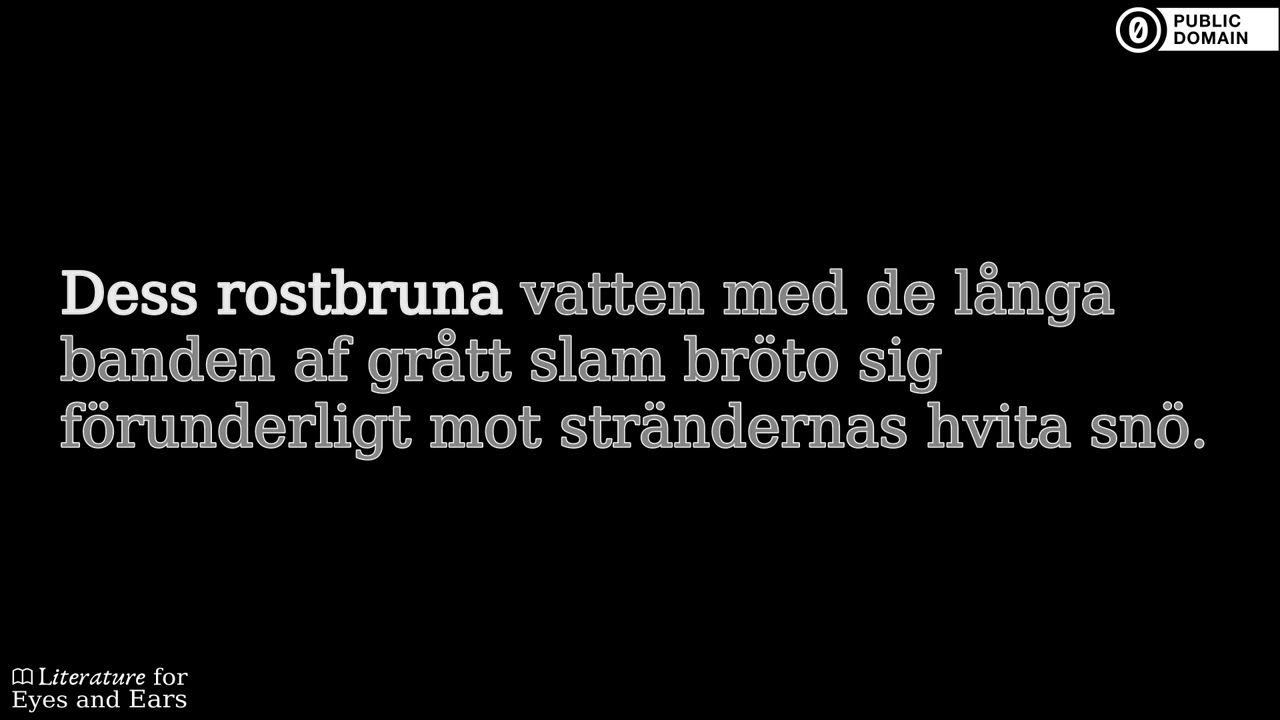 PUBLIC
DOMAIN
Dess rostbruna vatten med de långa
banden af grått slam bröto sig
förunderligt mot strändernas hvita snö.
Literature for
Eyes and Ears